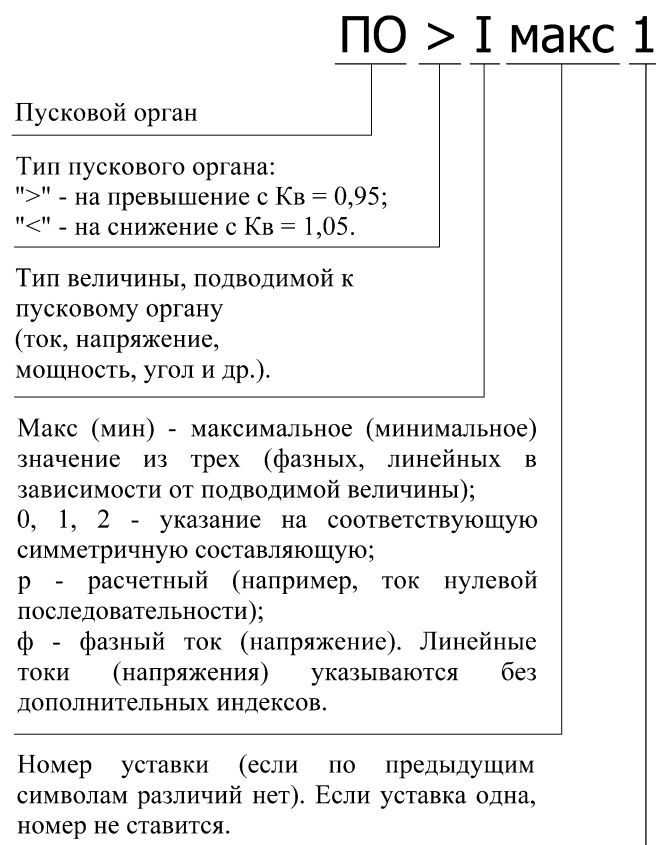 ПО > I макс 1
Пусковой орган
Тип пускового органа:
">" - на превышение с Кв = 0,95;
"<" - на снижение с Кв = 1,05.
Тип величины, подводимой к
пусковому органу
(ток, напряжение,
мощность, угол и др.).
Макс (мин) - максимальное (минимальное)
значение из трех (фазных, линейных в
зависимости от подводимой величины);
0, 1, 2 - указание на соответствующую
симметричную составляющую;
р - расчетный (например, ток нулевой
последовательности);
ф - фазный ток (напряжение). Линейные
токи (напряжения) указываются без
дополнительных индексов.
Номер уставки (если по предыдущим
символам различий нет). Если уставка одна,
номер не ставится.